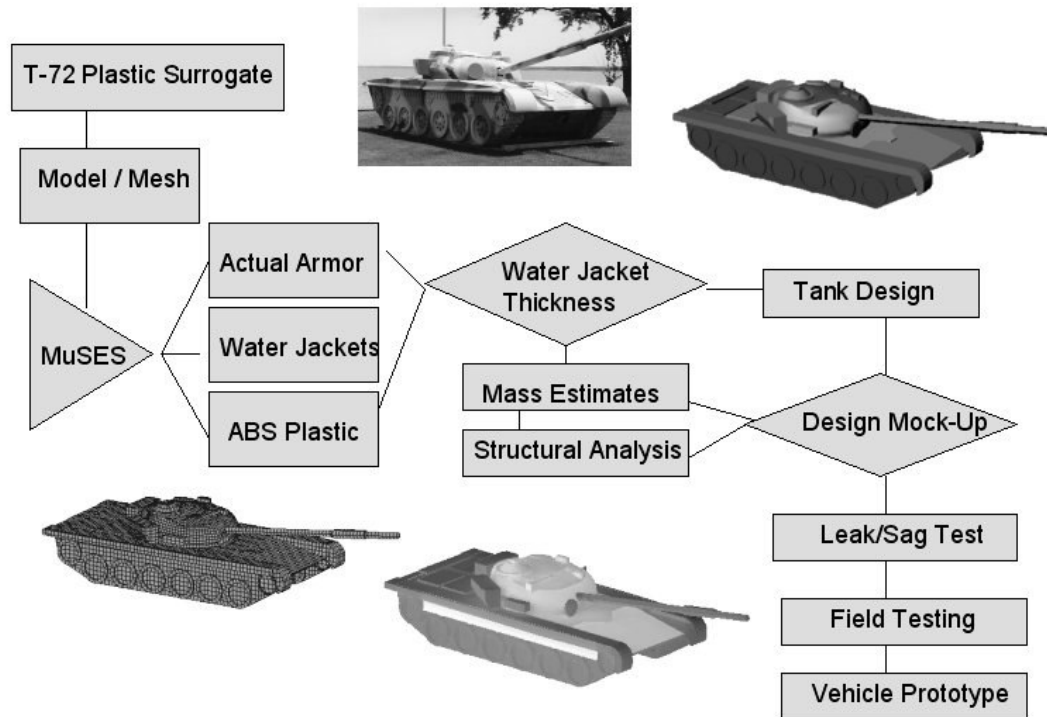 T-72 Plastic Surrogate
Model / Mesh
MuSES
Actual Armor
Water Jackets
ABS Plastic
Water Jacket
Thickness
Mass Estimates
Structural Analysis
Tank Design
Design Mock-Up
Leak/Sag Test
Field Testing
Vehicle Prototype